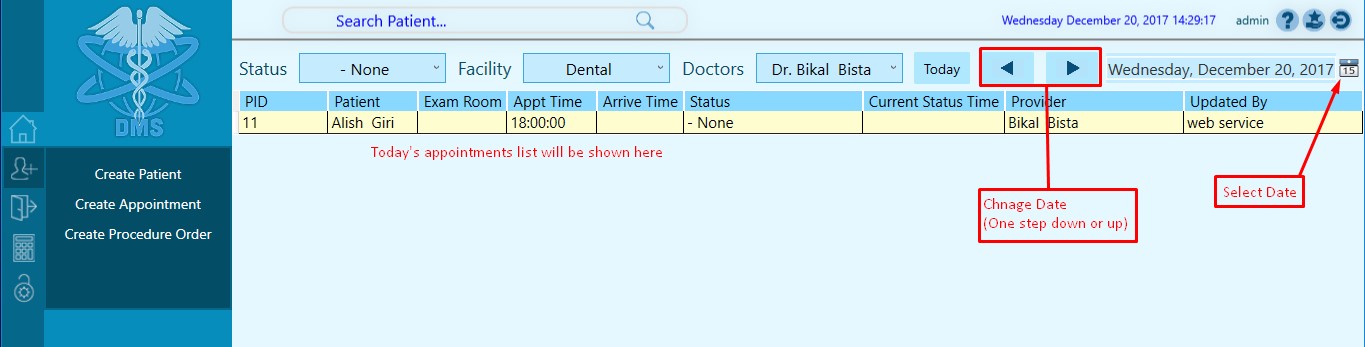 Search Patient...
Wednesday December 20, 2017 14:29:17 admin ?
Status - None Facility Dental Doctors Dr. Bikal Bista Today Wednesday, December 20, 2017 15
PID Patient Exam Room Appt Time Arrive Time Status Current Status Time Provider Updated By
11 Alish Giri 18:00:00 - None Bikal Bista web service
DMS
Today's appointments list will be shown here
Create Patient
Create Appointment
Create Procedure Order
Chnage Date
(One step down or up)
Select Date